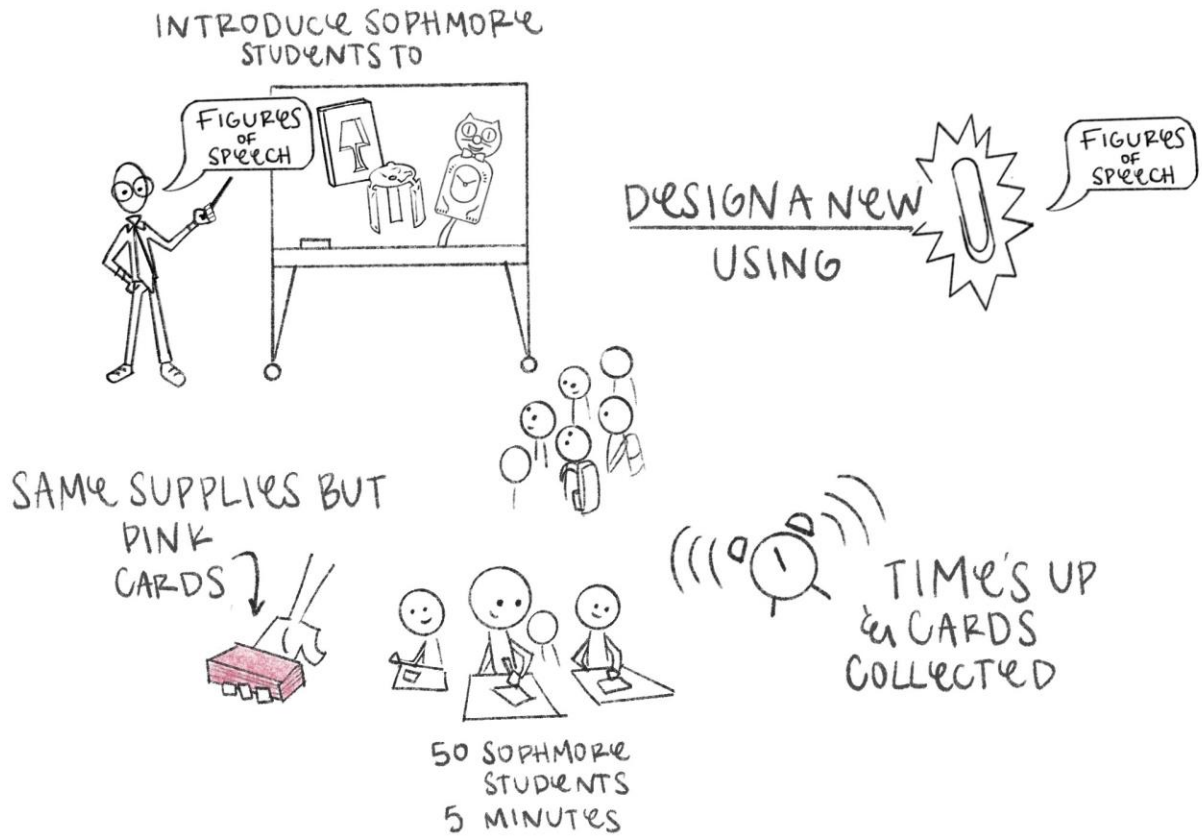 INTRODUCE SOPHMORE
STUDENTS TO
FIGURES
OF
SPEECH
DESIGN A NEW
USING
FIGURES
OF
SPEECH
SAME SUPPLIES BUT
PINK
CARDS
50 SOPHMORE
STUDENTS
5 MINUTES
TIME'S UP
& CARDS
COLLECTED